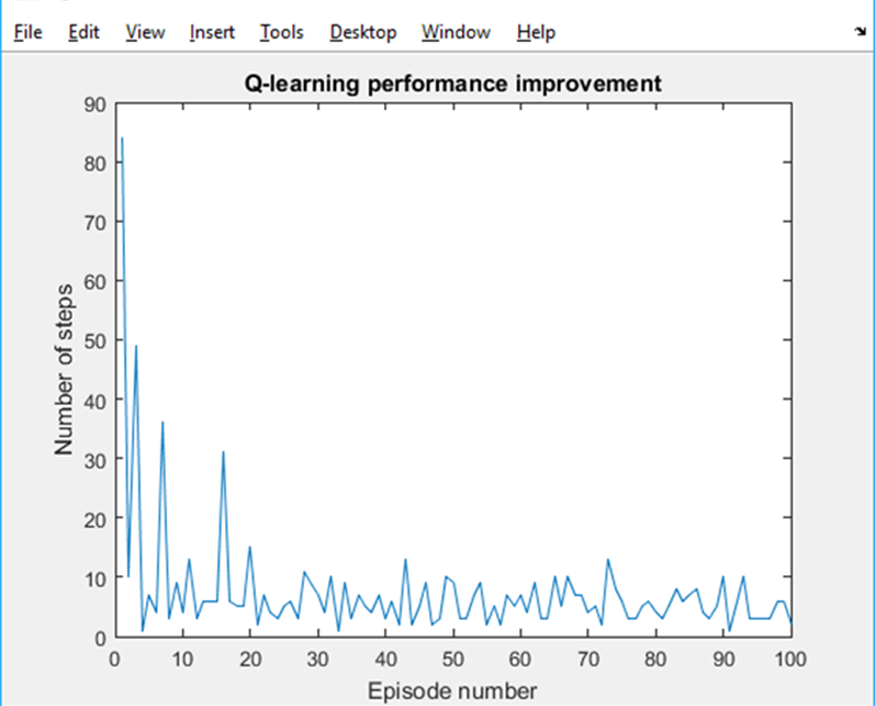 File Edit View Insert Tools Desktop Window Help
Q-learning performance improvement
90
80
70
60
50
40
30
20
10
0
Number of steps
0 10 20 30 40 50 60 70 80 90 100
Episode number